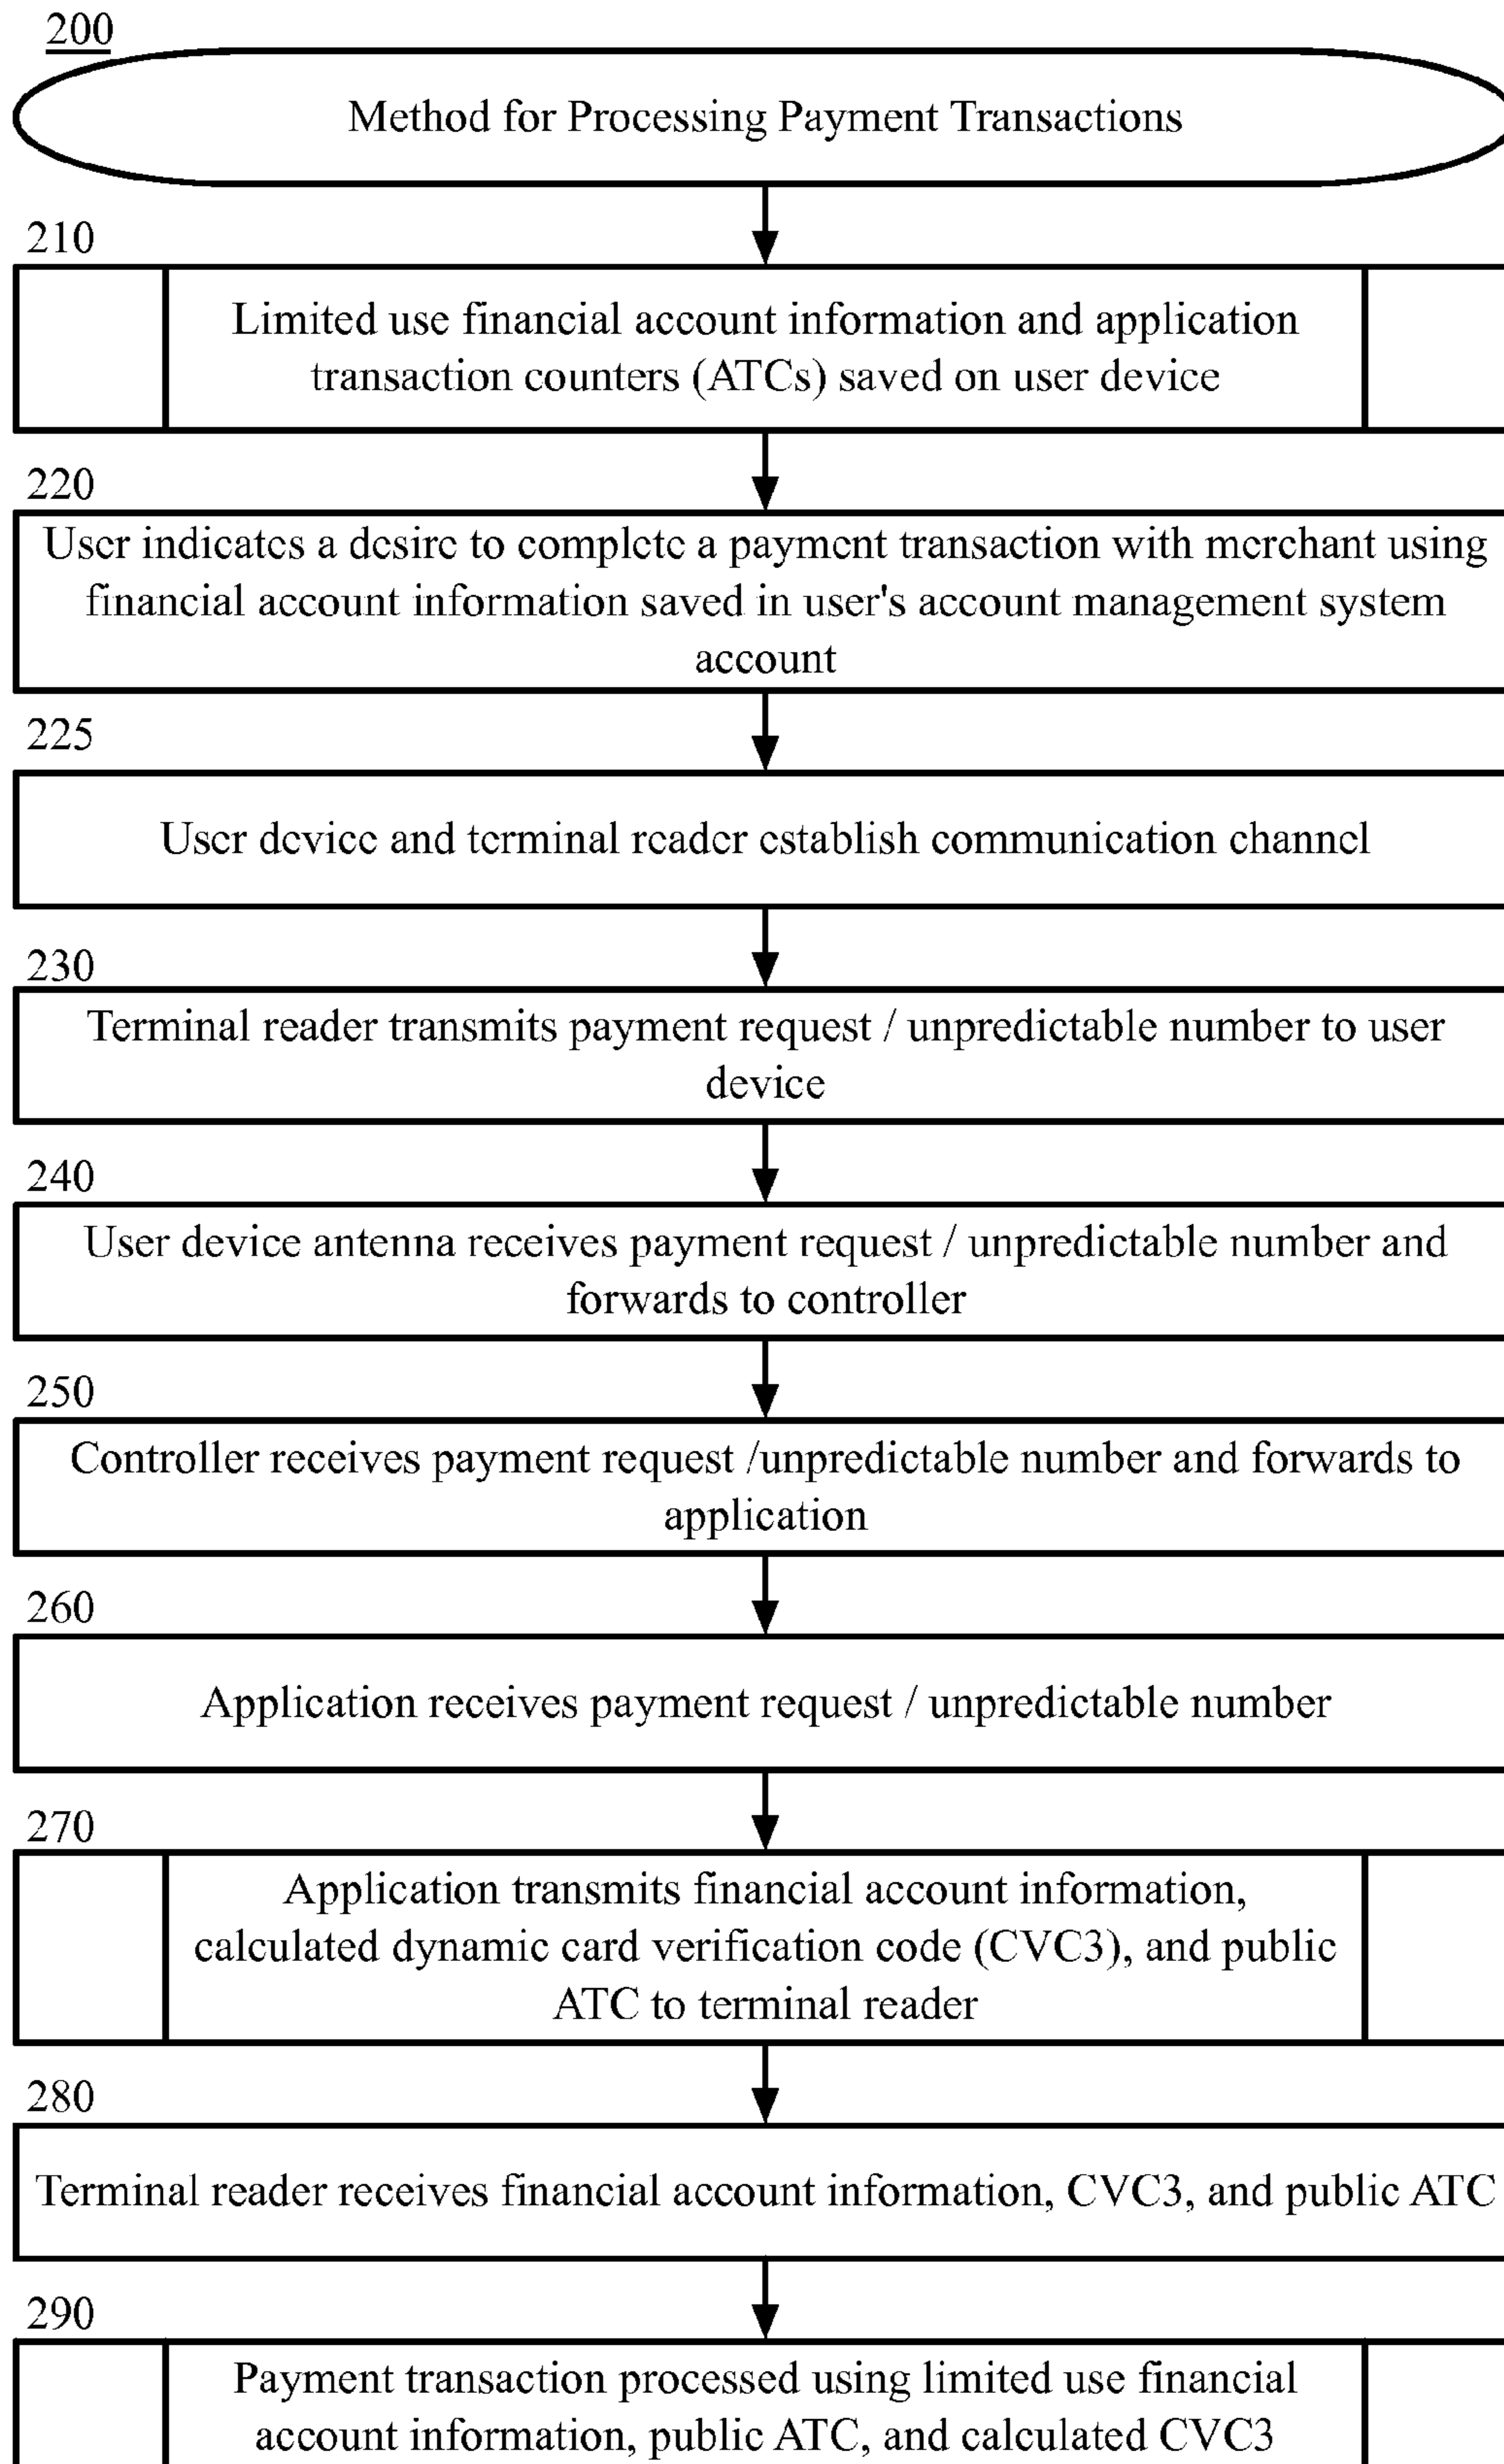 200
Method for Processing Payment Transactions
210
Limited use financial account information and application
transaction counters (ATCs) saved on user device
220
User indicates a desire to complete a payment transaction with merchant using
financial account information saved in user's account management system
account
225
User device and terminal reader establish communication channel
230
Terminal reader transmits payment request / unpredictable number to user
device
240
User device antenna receives payment request / unpredictable number and
forwards to controller
250
Controller receives payment request /unpredictable number and forwards to
application
260
Application receives payment request / unpredictable number
270
Application transmits financial account information,
calculated dynamic card verification code (CVC3), and public
ATC to terminal reader
280
Terminal reader receives financial account information, CVC3, and public ATC
290
Payment transaction processed using limited use financial
account information, public ATC, and calculated CVC3